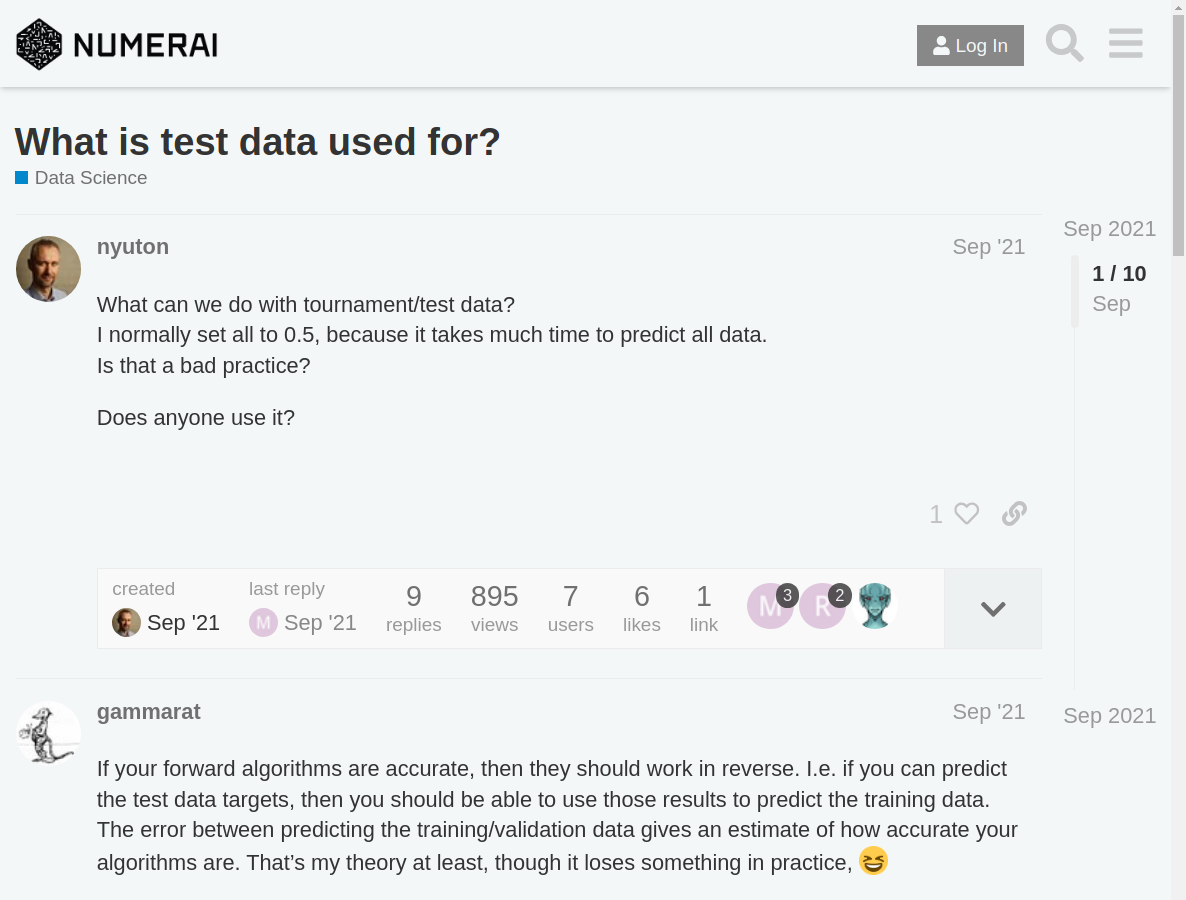 NUMERAI
Log In
What is test data used for?
Data Science
nyuton
Sep '21
What can we do with tournament/test data?
I normally set all to 0.5, because it takes much time to predict all data.
Is that a bad practice?
Does anyone use it?
1
created
Sep '21
last reply
M
Sep '21
9
replies
895
views
7
users
6
likes
1
link
M
3
R
2
Sep 2021
1 / 10
Sep
Sep 2021
gammarat
Sep '21
If your forward algorithms are accurate, then they should work in reverse. I.e. if you can predict
the test data targets, then you should be able to use those results to predict the training data.
The error between predicting the training/validation data gives an estimate of how accurate your
algorithms are. That’s my theory at least, though it loses something in practice, 😆